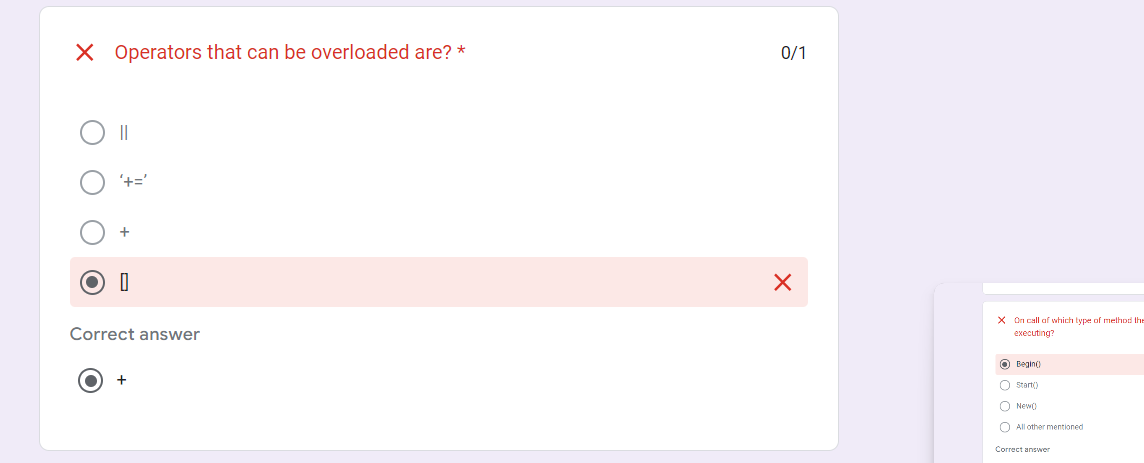 Operators that can be overloaded are? *
0/1
||
‘+=’
+
[]
Correct answer
+
On call of which type of method the
executing?
Begin()
Start()
New()
All other mentioned
Correct answer